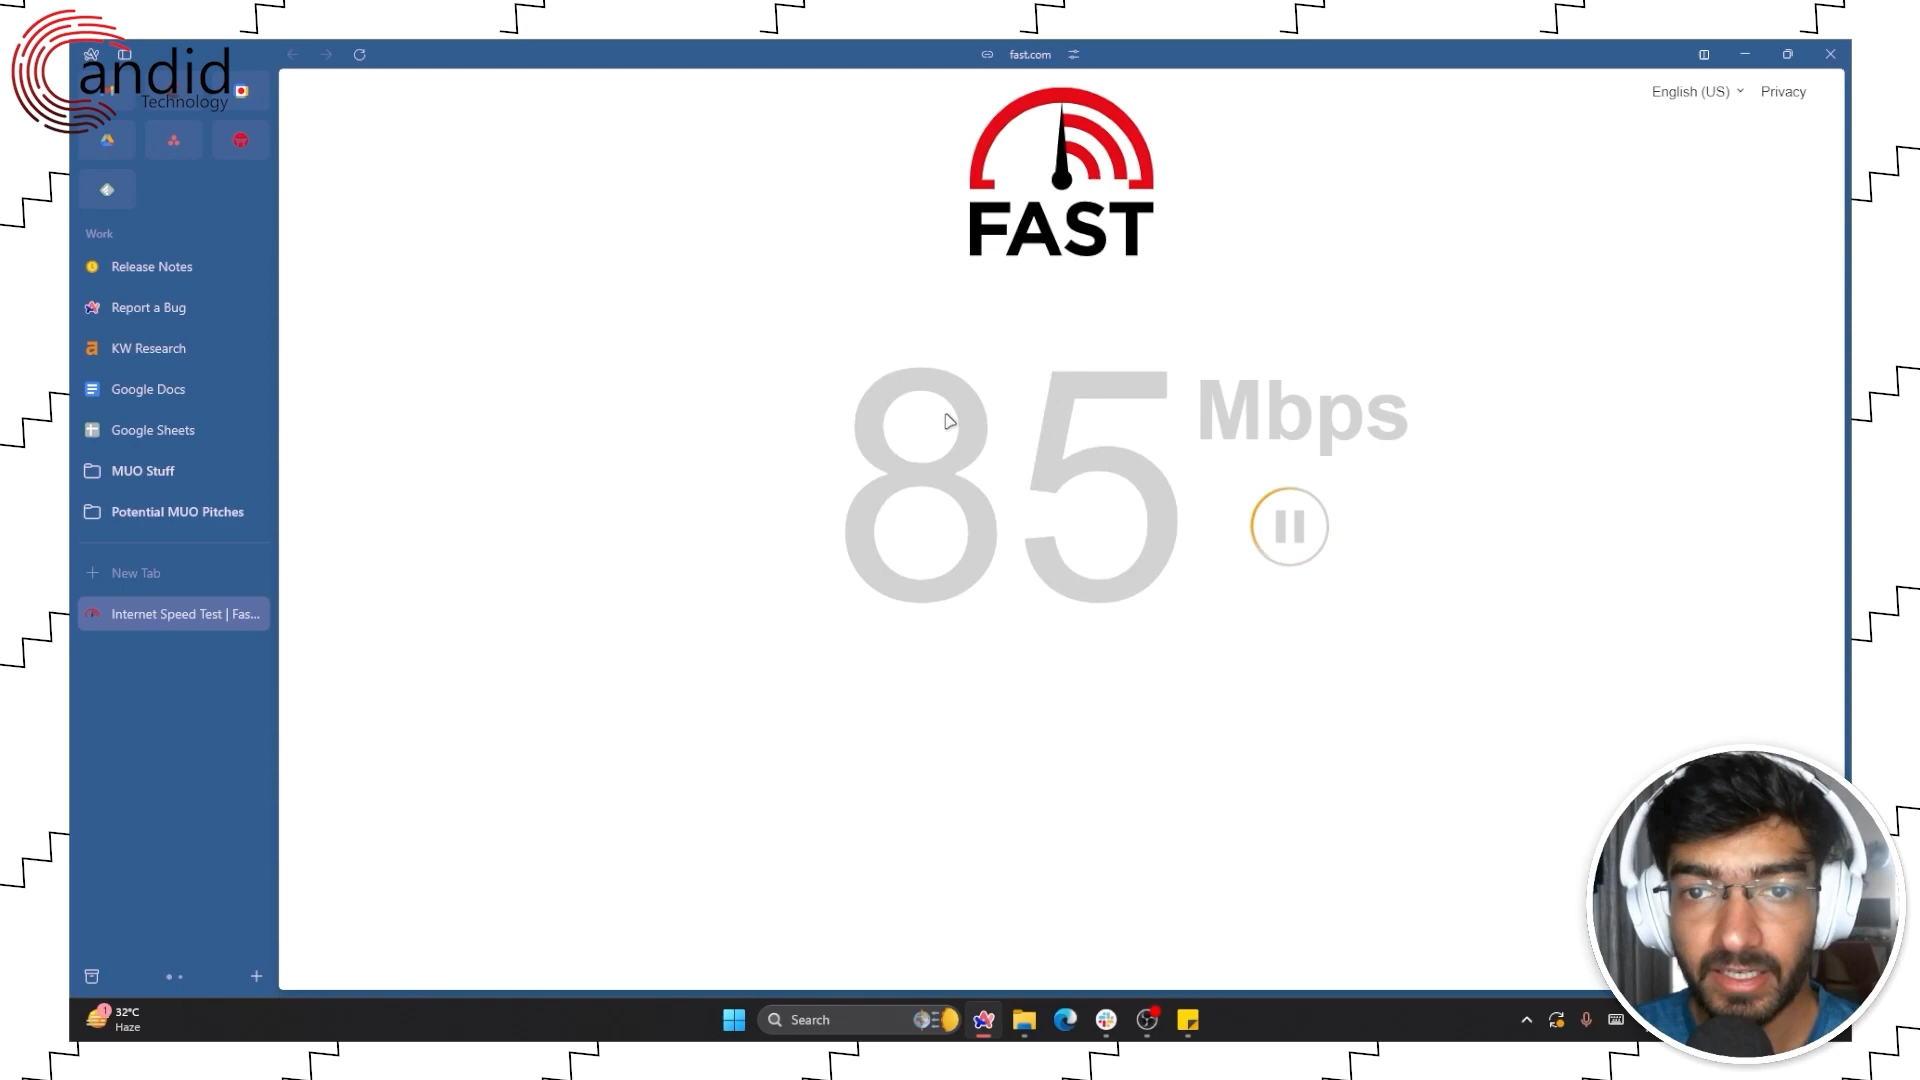 andid
Technology
fast.com
English (US)
Privacy
FAST
Work
Release Notes
Report a Bug
KW Research
Google Docs
Google Sheets
MUO Stuff
Potential MUO Pitches
New Tab
Internet Speed Test | Fas...
85 Mbps
1
32°C
Haze
Search